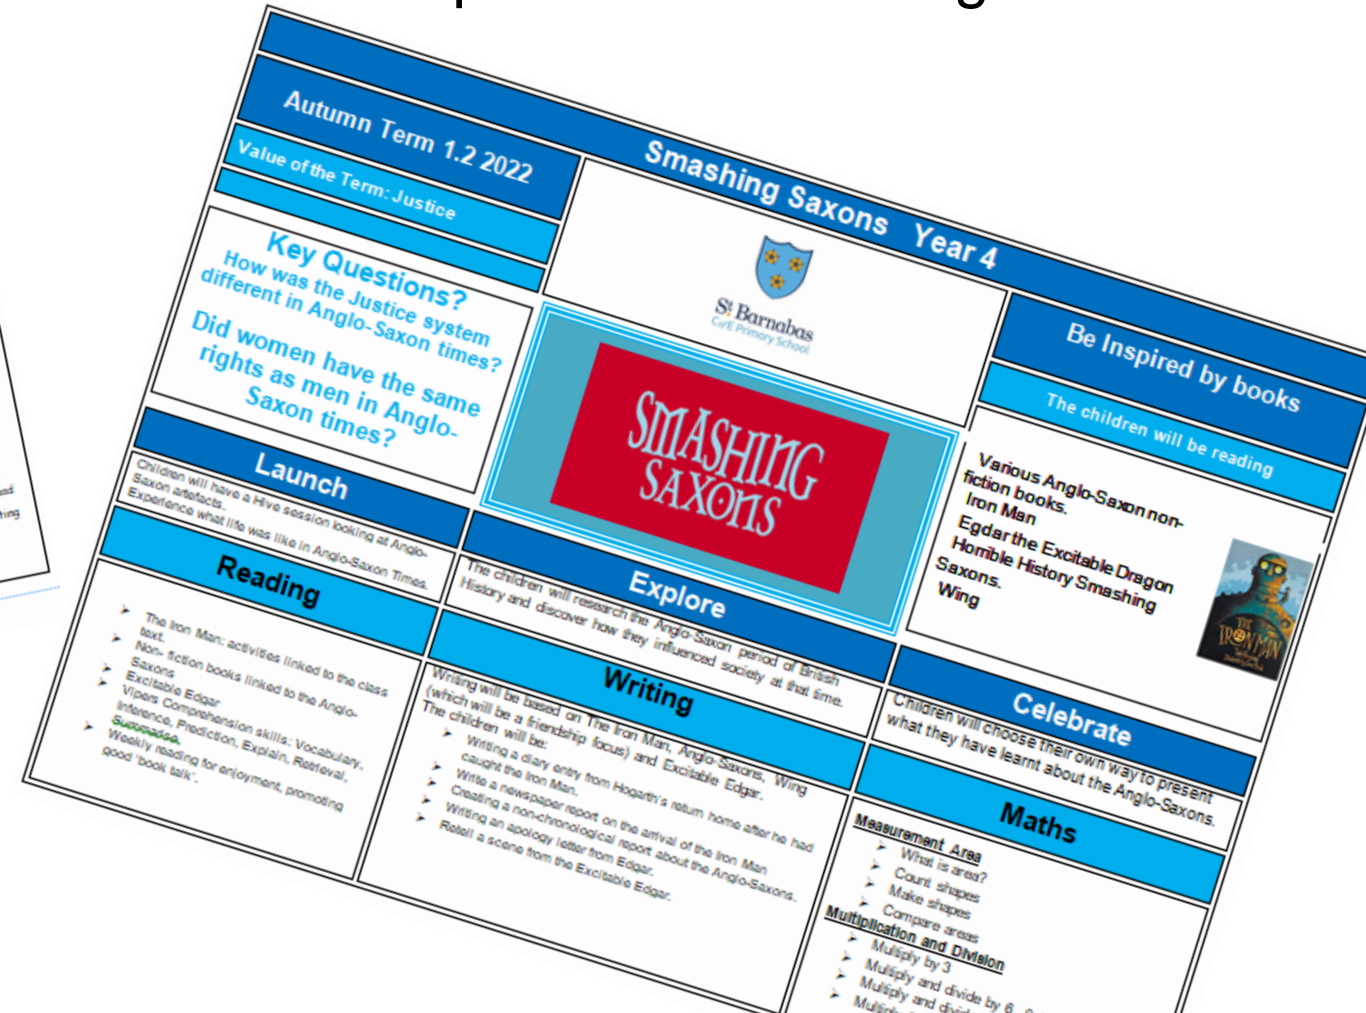 Smashing Saxons Year 4
Autumn Term 1.2 2022
Value of the Term: Justice
Key Questions?
How was the Justice system
different in Anglo-Saxon times?
Did women have the same
rights as men in Anglo-
Saxon times?
St Barnabas
CofE Primary School
SMASHING
SAXONS
Be Inspired by books
The children will be reading
Various Anglo-Saxon non-
fiction books.
Iron Man
Egdar the Excitable Dragon
Horrible History Smashing
Saxons.
Wing
THE
IRON MAN
Launch
Children will have a Hive session looking at Anglo-
Saxon artefacts.
Experience what life was like in Anglo-Saxon Times.
Explore
The children will research the Anglo-Saxon period of British
History and discover how they influenced society at that time.
Celebrate
Children will choose their own way to present
what they have learnt about the Anglo-Saxons.
Reading
The Iron Man: activities linked to the class
text.
Non- fiction books linked to the Anglo-
Saxons
Excitable Edgar
Vipers Comprehension skills: Vocabulary,
Inference, Prediction, Explain, Retrieval,
Summarise.
Weekly reading for enjoyment, promoting
good 'book talk'.
Writing
Writing will be based on The Iron Man, Anglo-Saxons, Wing
(which will be a friendship focus) and Excitable Edgar.
The children will be:
Writing a diary entry from Hogarth's return home after he had
caught the Iron Man.
Write a newspaper report on the arrival of the Iron Man
Creating a non-chronological report about the Anglo-Saxons.
Writing an apology letter from Edgar.
Retell a scene from the Excitable Edgar.
Maths
Measurement Area
What is area?
Count shapes
Make shapes
Compare areas
Multiplication and Division
Multiply by 3
Multiply and divide by 6
Multiply and